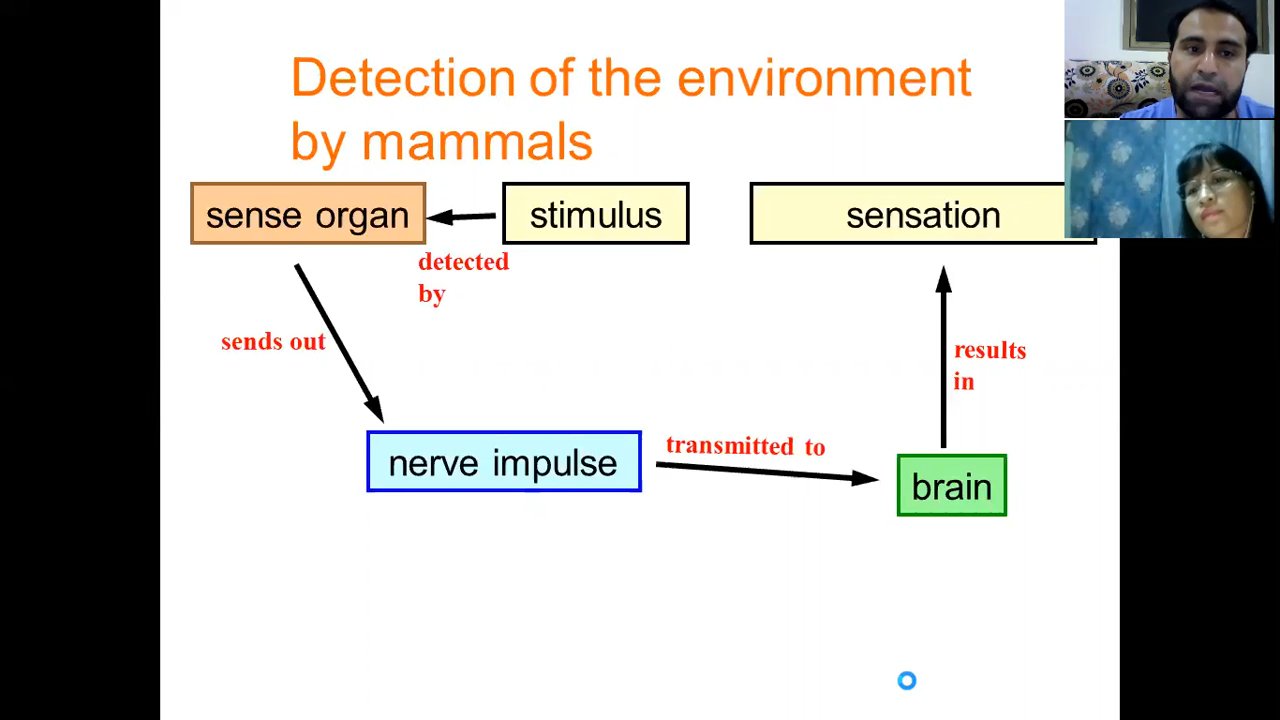 Detection of the environment
by mammals
sense organ
stimulus
sensation
detected
by
sends out
results
in
nerve impulse
transmitted to
brain